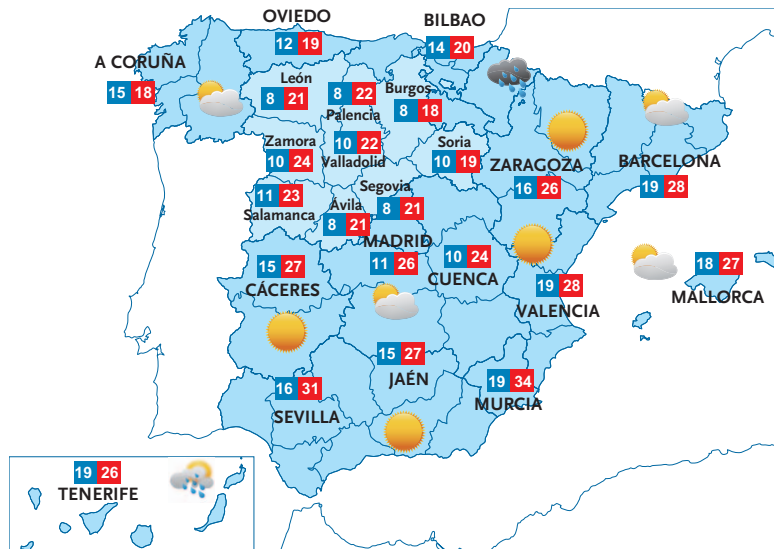 OVIEDO
12 19
BILBAO
14 20
A CORUÑA
15 18
León
8 21
8 22
Palencia
Burgos
8 18
Zamora
10 24
10 22
Valladolid
Soria
10 19
ZARAGOZA
16 26
BARCELONA
19 28
11 23
Salamanca
Ávila
8 21
Segovia
8 21
MADRID
11 26
10 24
CUENCA
15 27
CÁCERES
19 28
VALENCIA
18 27
MALLORCA
15 27
JAÉN
16 31
SEVILLA
19 34
MURCIA
19 26
TENERIFE